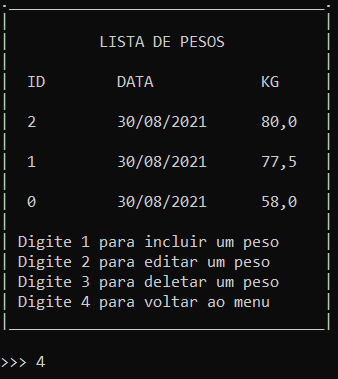 LISTA DE PESOS
ID DATA KG
2 30/08/2021 80,0
1 30/08/2021 77,5
0 30/08/2021 58,0
Digite 1 para incluir um peso
Digite 2 para editar um peso
Digite 3 para deletar um peso
Digite 4 para voltar ao menu
>>> 4